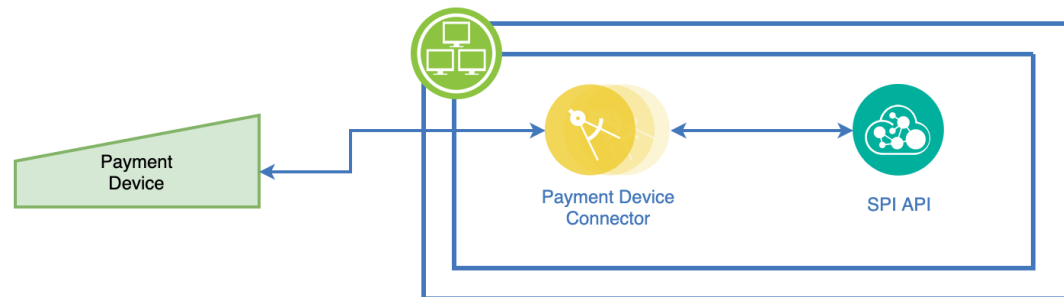 Payment
Device
Payment Device
Connector
SPI API